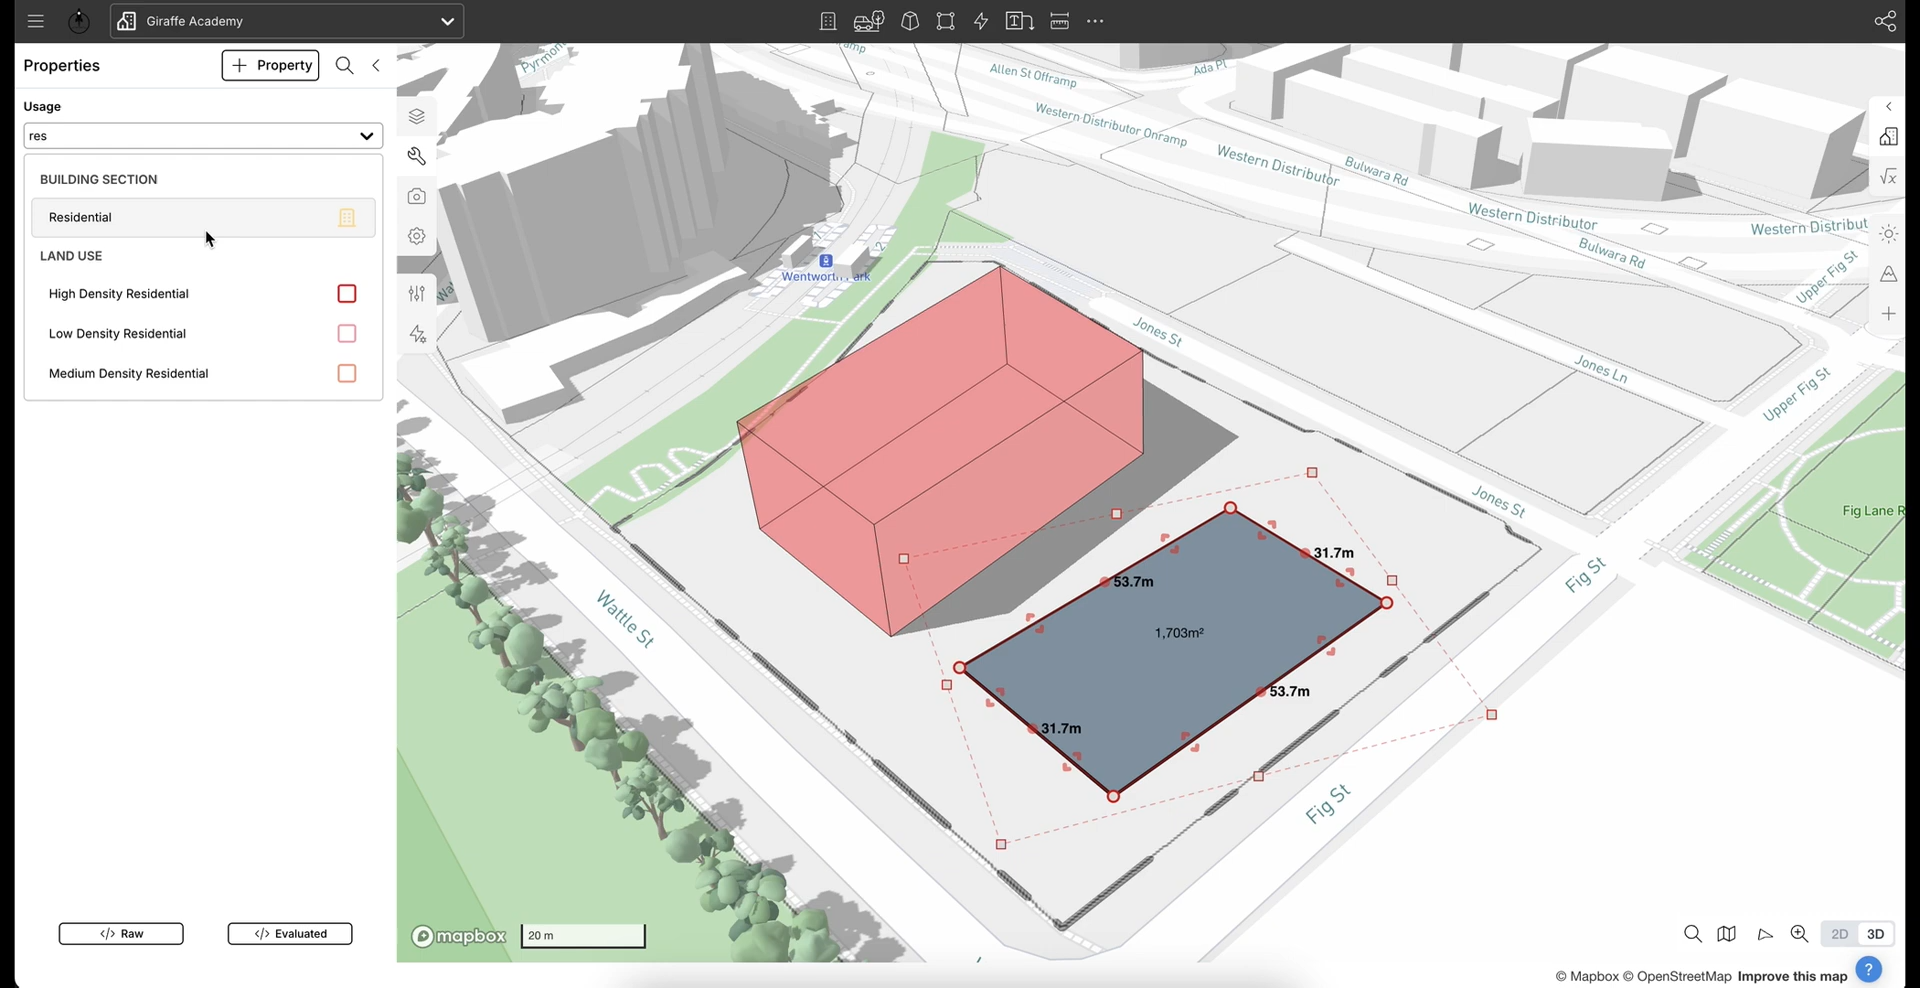 Giraffe Academy
Properties
Property
Usage
res
BUILDING SECTION
Residential
LAND USE
High Density Residential
Low Density Residential
Medium Density Residential
</> Raw
</> Evaluated
Pyrmont
Allen St Offramp
Ada Pl
Western Distributor Onramp
Western Distributor
Bulwara Rd
Western Distributor
Western Distribut
Bulwara Rd
Upper Fig St
Jones St
Jones Ln
Upper Fig St
Jones St
Fig Lane R
Fig St
Wattle St
Fig St
31.7m
53.7m
1,703m²
53.7m
31.7m
mapbox
20 m
2D
3D
© Mapbox © OpenStreetMap Improve this map
?